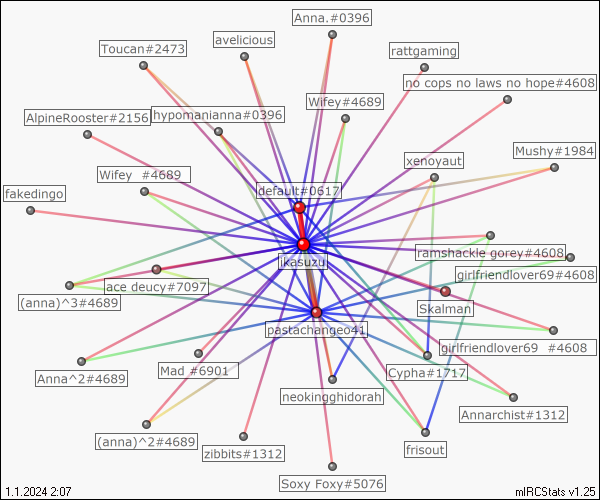 Anna.#0396
avelicious
Toucan#2473
rattgaming
no cops no laws no hope#4608
Wifey#4689
AlpineRooster#2156
hypomanianna#0396
Mushy#1984
xenoyaut
Wifey  #4689
default#0617
fakedingo
ramshackle gorey#4608
jkasuzu
girlfriendlover69#4608
ace deucy#7097
(anna)^3#4689
Skalman
pastachangeo41
girlfriendlover69  #4608
Mad #6901
Cypha#1717
Anna^2#4689
neokingghidorah
Annarchist#1312
(anna)^2#4689
frisout
zibbits#1312
Soxy Foxy#5076
1.1.2024 2:07
mIRCStats v1.25